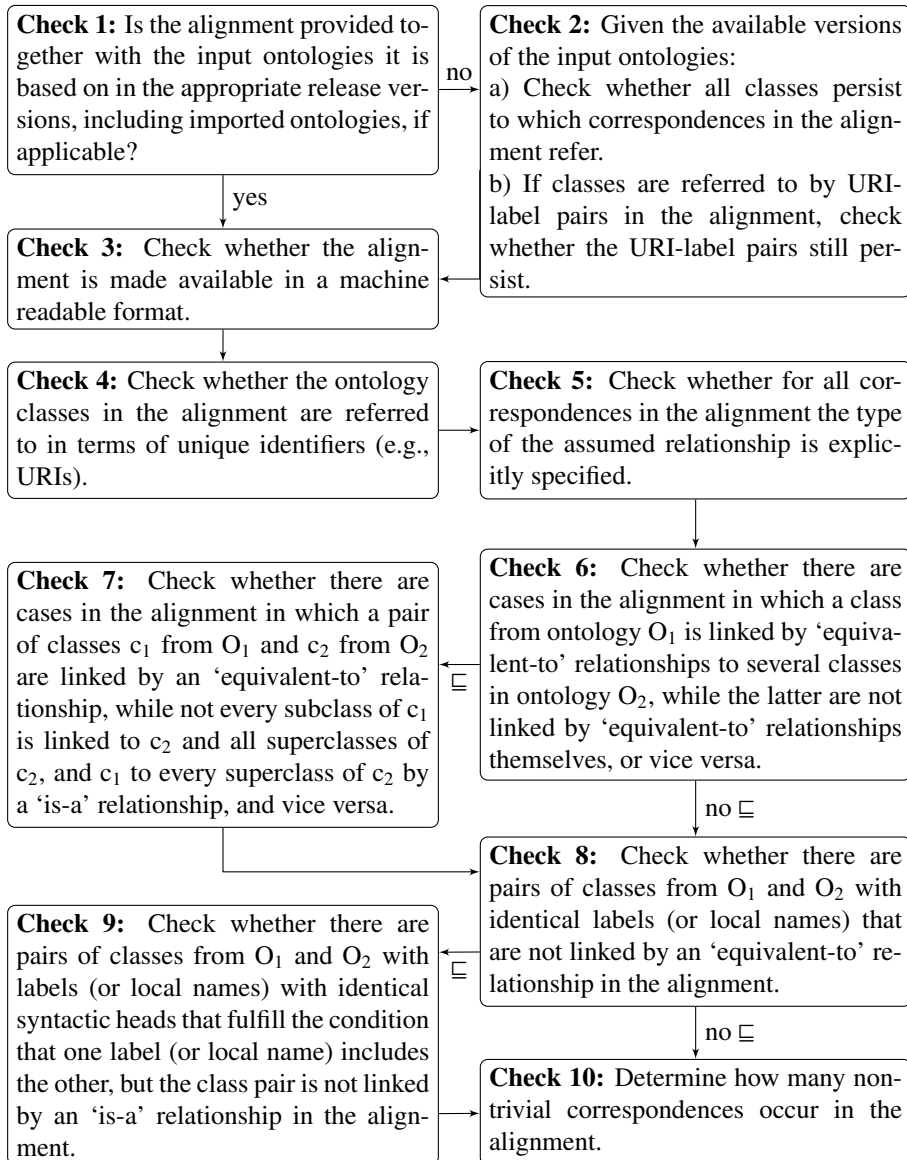 Check 1: Is the alignment provided to-
gether with the input ontologies it is
based on in the appropriate release ver-
sions, including imported ontologies, if
applicable?
no
Check 2: Given the available versions
of the input ontologies:
a) Check whether all classes persist
to which correspondences in the align-
ment refer.
b) If classes are referred to by URI-
label pairs in the alignment, check
whether the URI-label pairs still per-
sist.
yes
Check 3: Check whether the align-
ment is made available in a machine
readable format.
Check 4: Check whether the ontology
classes in the alignment are referred
to in terms of unique identifiers (e.g.,
URIs).
Check 5: Check whether for all cor-
respondences in the alignment the type
of the assumed relationship is explic-
itly specified.
Check 6: Check whether there are
cases in the alignment in which a class
from ontology O₁ is linked by ‘equiva-
lent-to’ relationships to several classes
in ontology O₂, while the latter are not
linked by ‘equivalent-to’ relationships
themselves, or vice versa.
⊑
Check 7: Check whether there are
cases in the alignment in which a pair
of classes c₁ from O₁ and c₂ from O₂
are linked by an ‘equivalent-to’ rela-
tionship, while not every subclass of c₁
is linked to c₂ and all superclasses of
c₂, and c₁ to every superclass of c₂ by
a ‘is-a’ relationship, and vice versa.
no ⊑
Check 8: Check whether there are
pairs of classes from O₁ and O₂ with
identical labels (or local names) that
are not linked by an ‘equivalent-to’ re-
lationship in the alignment.
⊑
Check 9: Check whether there are
pairs of classes from O₁ and O₂ with
labels (or local names) with identical
syntactic heads that fulfill the condition
that one label (or local name) includes
the other, but the class pair is not linked
by an ‘is-a’ relationship in the align-
ment.
no ⊑
Check 10: Determine how many non-
trivial correspondences occur in the
alignment.